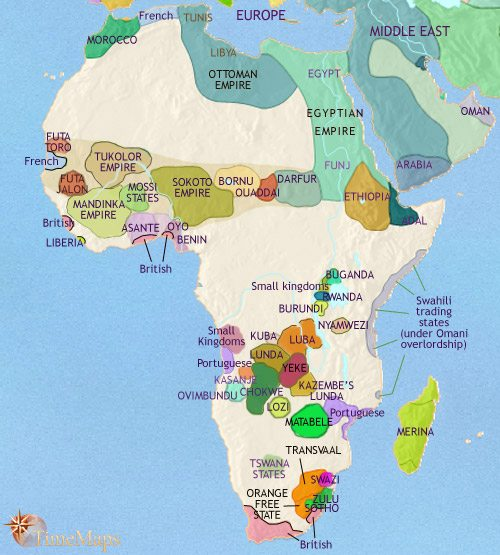 French
TUNIS
EUROPE
MOROCCO
MIDDLE EAST
LIBYA
OTTOMAN
EMPIRE
EGYPT
EGYPTIAN
EMPIRE
OMAN
FUTA
TORO
French
TUKOLOR
EMPIRE
FUTA
JALON
MOSSI
STATES
SOKOTO
EMPIRE
BORNU
OUADDAI
DARFUR
FUNJ
ARABIA
ETHIOPIA
ADAL
MANDINKA
EMPIRE
British
LIBERIA
ASANTE
OYO
BENIN
British
BUGANDA
Small kingdoms
RWANDA
BURUNDI
NYAMWEZI
Swahili
trading
states
(under Omani
overlordship)
Small
Kingdoms
KUBA
LUBA
LUNDA
Portuguese
YEKE
KASANJE
CHOKWE
OVIMBUNDU
KAZEMBE'S
LUNDA
LOZI
MATABELE
Portuguese
MERINA
TSWANA
STATES
TRANSVAAL
SWAZI
ORANGE
FREE
STATE
ZULU
SOTHO
British
TimeMaps